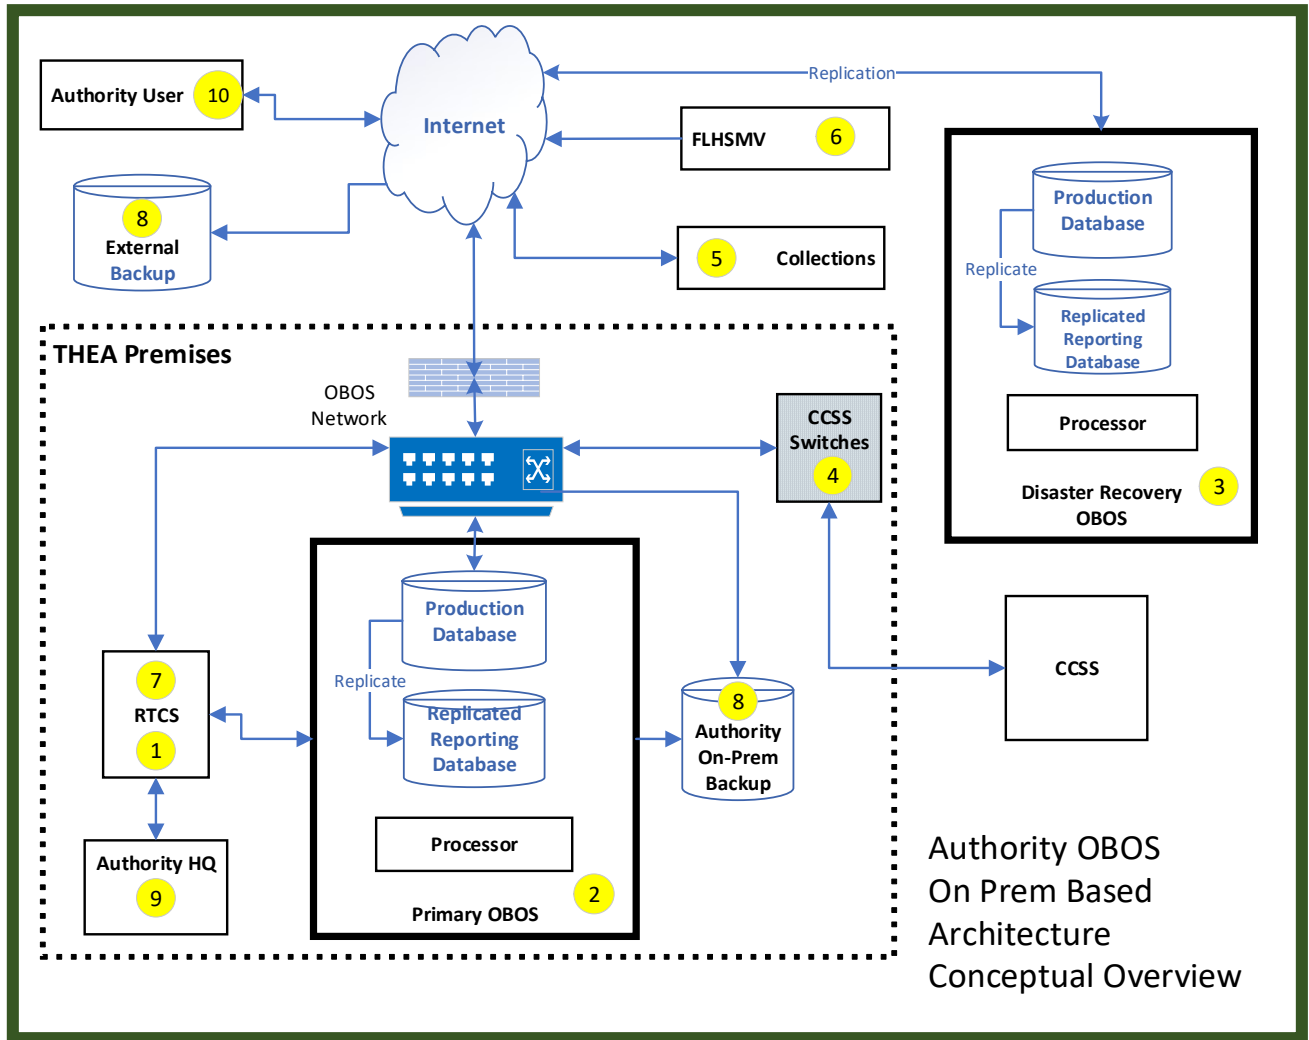 Authority User 10
Internet
Replication
FLHSMV 6
8
External
Backup
5 Collections
Production
Database
Replicate
Replicated
Reporting
Database
Processor
Disaster Recovery
OBOS
3
THEA Premises
OBOS
Network
CCSS
Switches
4
Production
Database
Replicate
Replicated
Reporting
Database
Processor
2
Primary OBOS
7
RTCS
1
Authority HQ
9
8
Authority
On-Prem
Backup
CCSS
Authority OBOS
On Prem Based
Architecture
Conceptual Overview